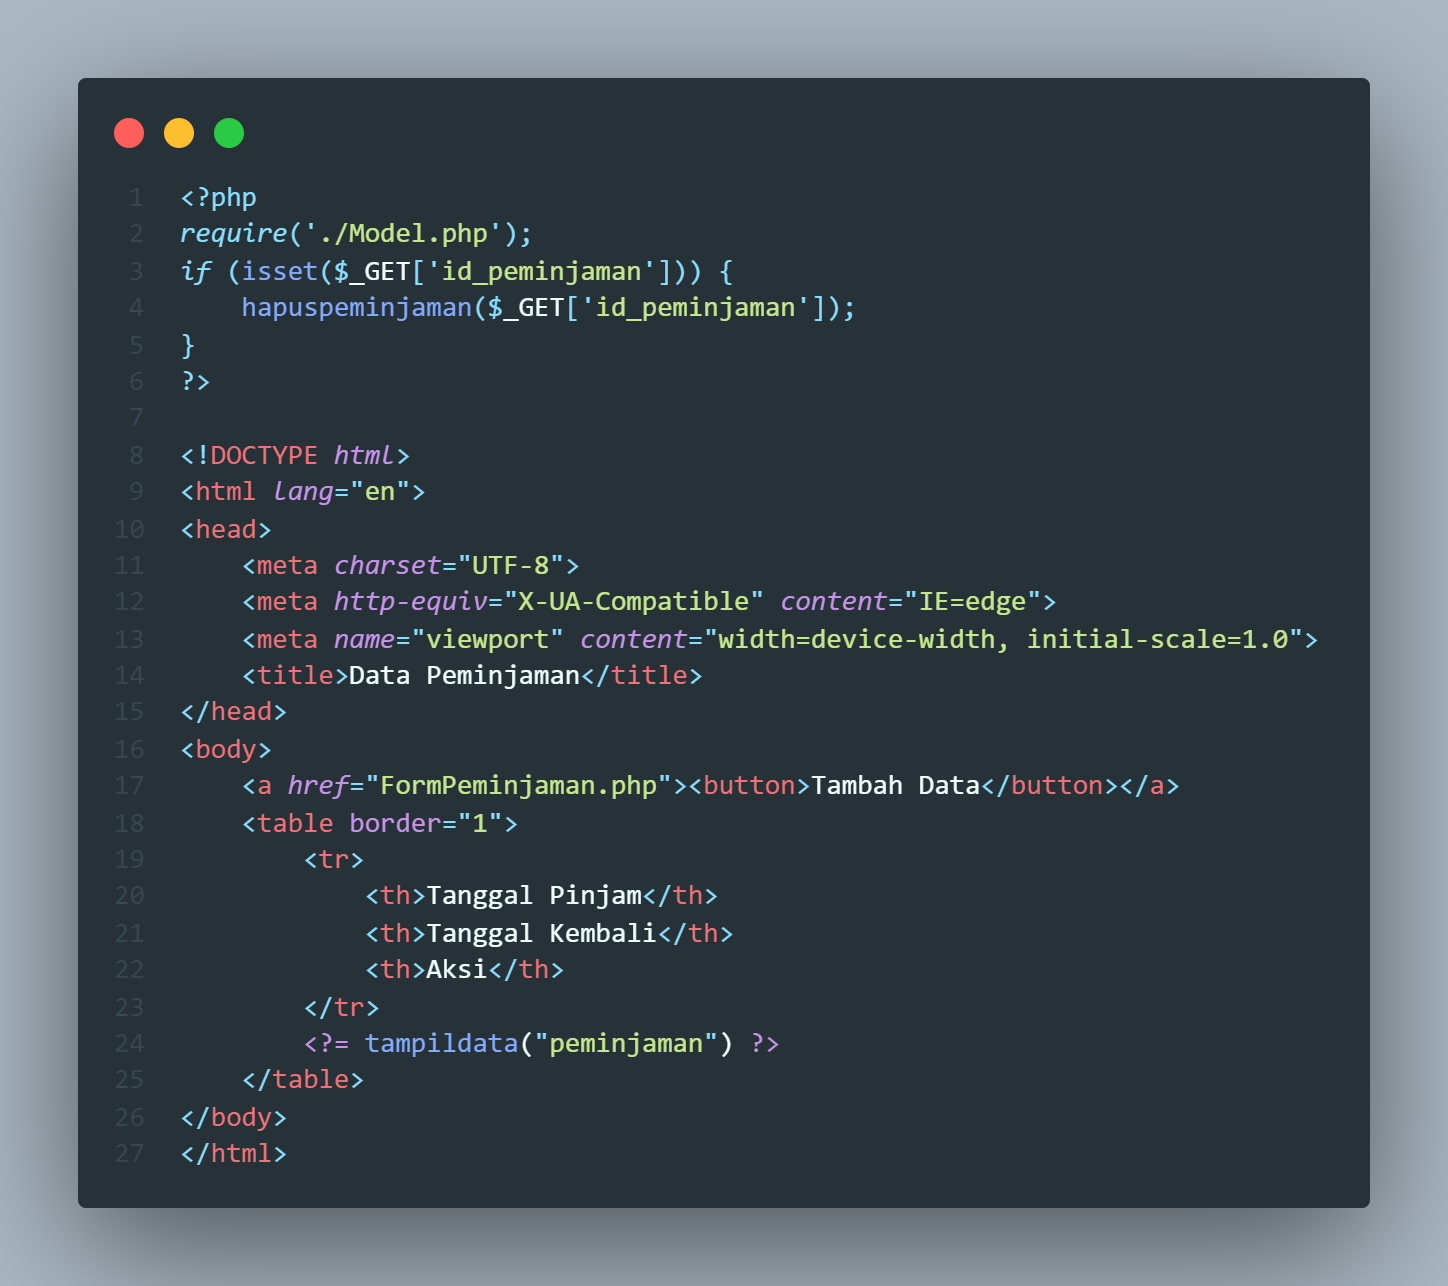 1 <?php
2 require('./Model.php');
3 if (isset($_GET['id_peminjaman'])) {
4     hapuspeminjaman($_GET['id_peminjaman']);
5 }
6 ?>
7
8 <!DOCTYPE html>
9 <html lang="en">
10 <head>
11     <meta charset="UTF-8">
12     <meta http-equiv="X-UA-Compatible" content="IE=edge">
13     <meta name="viewport" content="width=device-width, initial-scale=1.0">
14     <title>Data Peminjaman</title>
15 </head>
16 <body>
17     <a href="FormPeminjaman.php"><button>Tambah Data</button></a>
18     <table border="1">
19         <tr>
20             <th>Tanggal Pinjam</th>
21             <th>Tanggal Kembali</th>
22             <th>Aksi</th>
23         </tr>
24         <?= tampildata("peminjaman") ?>
25     </table>
26 </body>
27 </html>